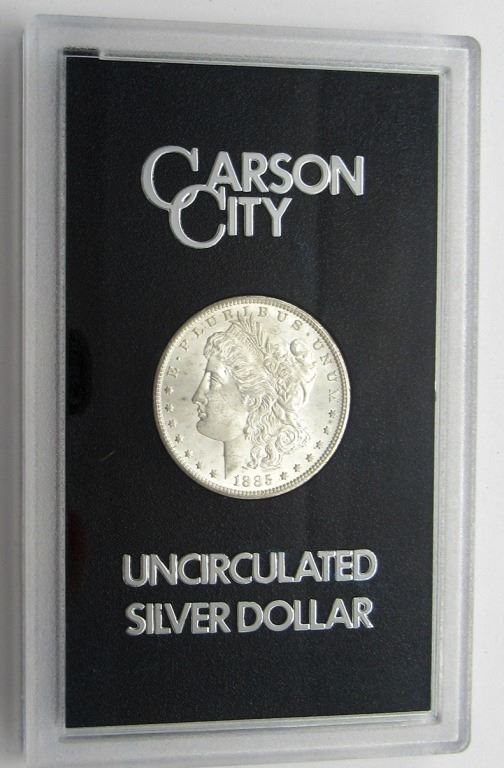 CARSON
CITY
E·PLURIBUS·UNUM
1885
UNCIRCULATED
SILVER DOLLAR